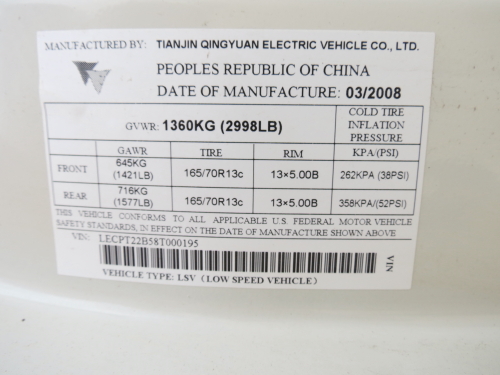 MANUFACTURED BY: TIANJIN QINGYUAN ELECTRIC VEHICLE CO., LTD.
PEOPLES REPUBLIC OF CHINA
DATE OF MANUFACTURE: 03/2008
GVWR: 1360KG (2998LB)
COLD TIRE
INFLATION
PRESSURE
GAWR TIRE RIM KPA/(PSI)
FRONT 645KG (1421LB) 165/70R13c 13×5.00B 262KPA (38PSI)
REAR 716KG (1577LB) 165/70R13c 13×5.00B 358KPA/(52PSI)
THIS VEHICLE CONFORMS TO ALL APPLICABLE U.S. FEDERAL MOTOR VEHICLE
SAFETY STANDARDS, IN EFFECT ON THE DATE OF MANUFACTURE SHOWN ABOVE
VIN: LECPT22B58T000195
VIN
VEHICLE TYPE: LSV (LOW SPEED VEHICLE)